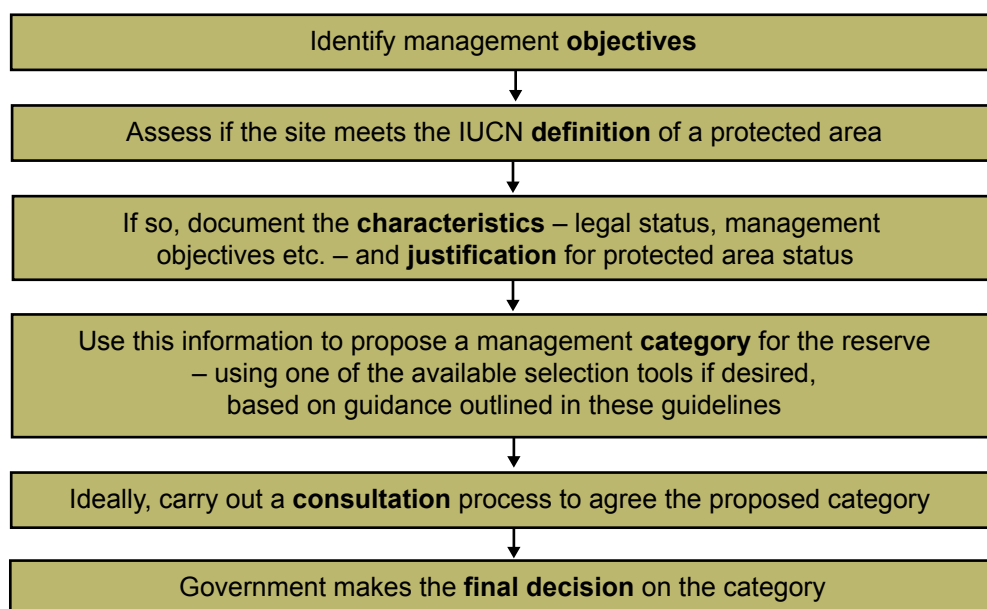 Identify management objectives
Assess if the site meets the IUCN definition of a protected area
If so, document the characteristics – legal status, management
objectives etc. – and justification for protected area status
Use this information to propose a management category for the reserve
– using one of the available selection tools if desired,
based on guidance outlined in these guidelines
Ideally, carry out a consultation process to agree the proposed category
Government makes the final decision on the category